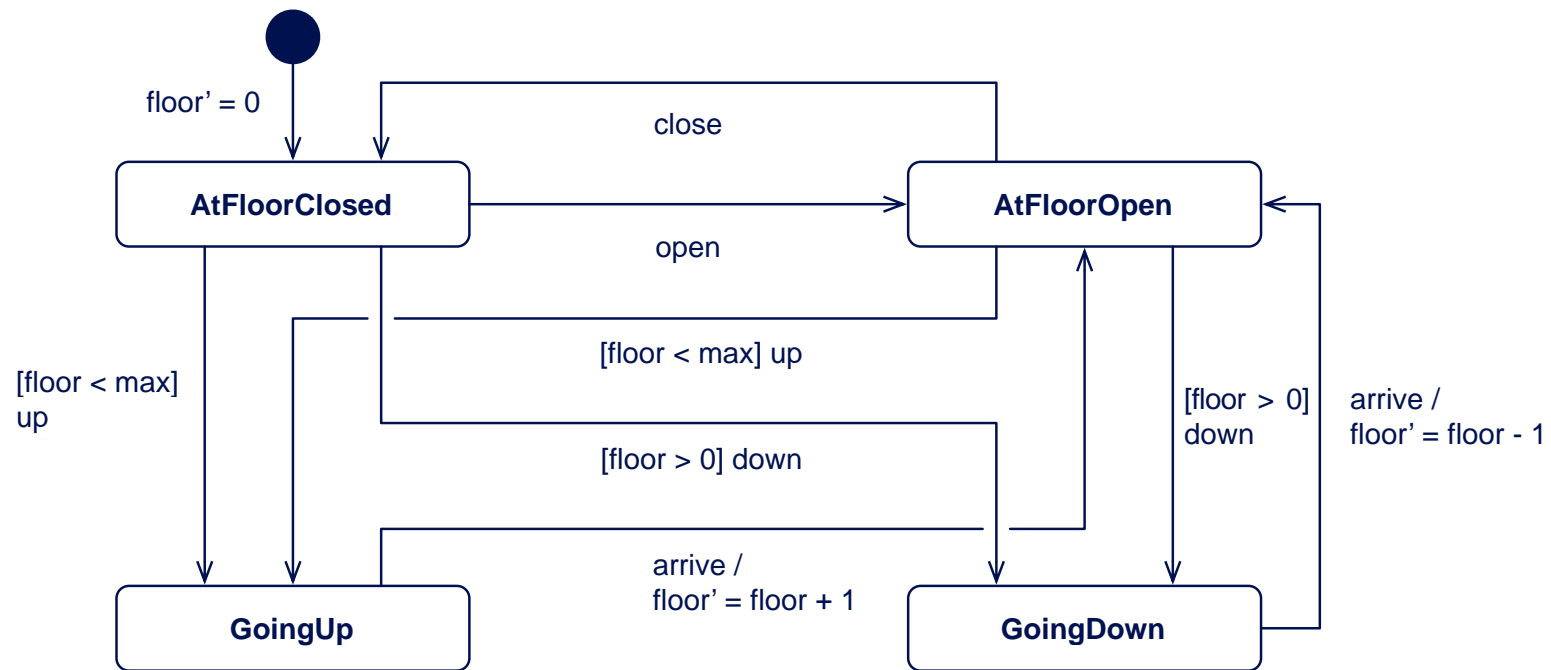 floor’ = 0
close
AtFloorClosed
AtFloorOpen
open
[floor < max] up
[floor < max]
up
[floor > 0]
down
arrive /
floor’ = floor - 1
[floor > 0] down
arrive /
floor’ = floor + 1
GoingUp
GoingDown